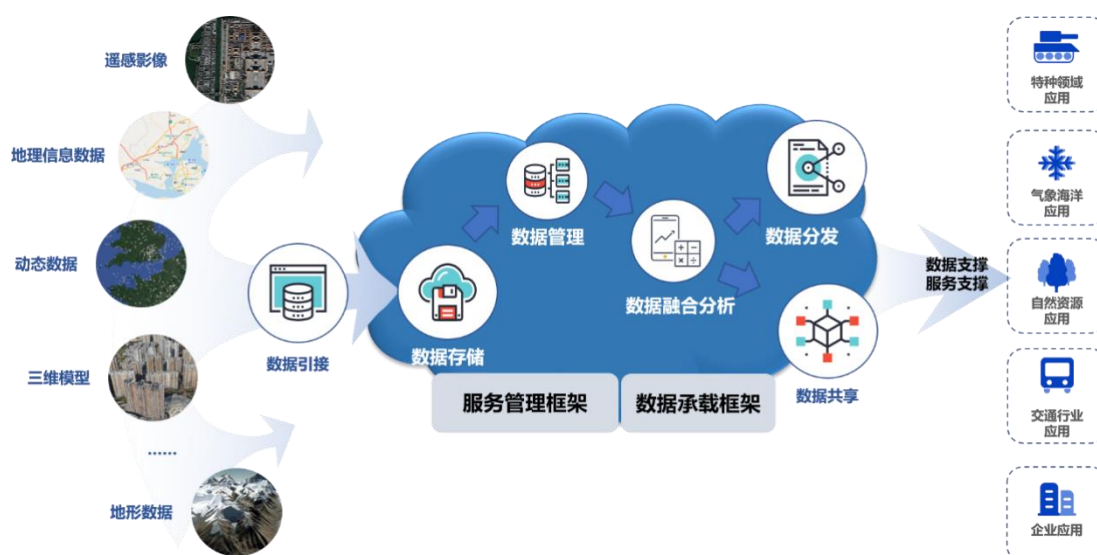 遥感影像
地理信息数据
动态数据
三维模型
……
地形数据
数据引接
数据存储
数据管理
数据融合分析
数据分发
数据共享
服务管理框架
数据承载框架
数据支撑
服务支撑
特种领域
应用
气象海洋
应用
自然资源
应用
交通行业
应用
企业应用